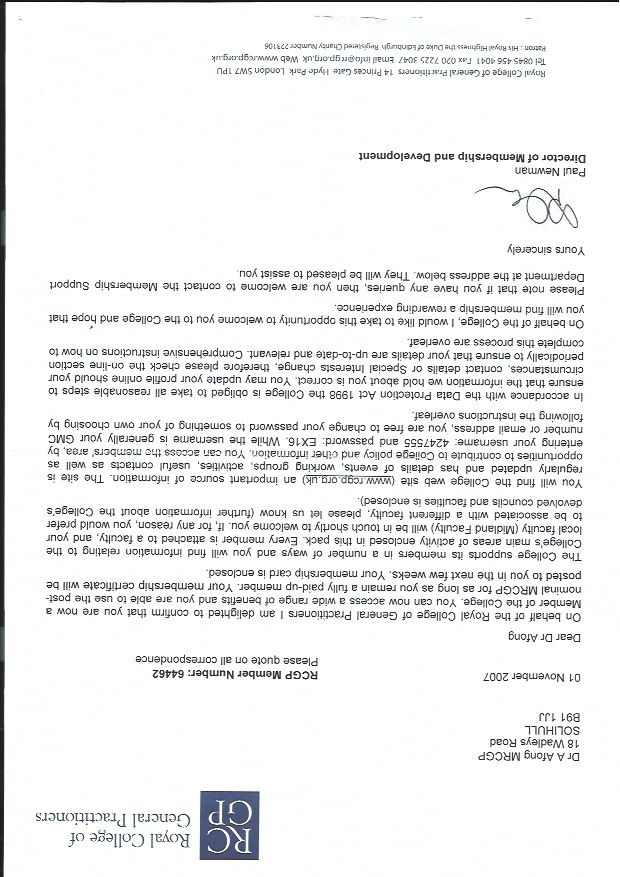 RC
GP
Royal College of
General Practitioners
Dr A Afong MRCGP
18 Wadleys Road
SOLIHULL
B91 1JJ
01 November 2007
RCGP Member Number: 64462
Please quote on all correspondence
Dear Dr Afong
On behalf of the Royal College of General Practitioners I am delighted to confirm that you are now a
Member of the College. You can now access a wide range of benefits and you are able to use the post-
nominal MRCGP for as long as you remain a fully paid-up member. Your membership certificate will be
posted to you in the next few weeks. Your membership card is enclosed.
The College supports its members in a number of ways and you will find information relating to the
College's main areas of activity enclosed in this pack. Every member is attached to a faculty, and your
local faculty (Midland Faculty) will be in touch shortly to welcome you. If, for any reason, you would prefer
to be associated with a different faculty, please let us know (further information about the College's
devolved councils and faculties is enclosed).
You will find the College web site (www.rcgp.org.uk) an important source of information. The site is
regularly updated and has details of events, working groups, activities, useful contacts as well as
opportunities to contribute to College policy and other information. You can access the members' area, by
entering your username: 4247555 and password: EX16. While the username is generally your GMC
number or email address, you are free to change your password to something of your own choosing by
following the instructions overleaf.
In accordance with the Data Protection Act 1998 the College is obliged to take all reasonable steps to
ensure that the information we hold about you is correct. You may update your profile online should your
circumstances, contact details or Special Interests change, therefore please check the on-line section
periodically to ensure that your details are up-to-date and relevant. Comprehensive instructions on how to
complete this process are overleaf.
On behalf of the College, I would like to take this opportunity to welcome you to the College and hope that
you will find membership a rewarding experience.
Please note that if you have any queries, then you are welcome to contact the Membership Support
Department at the address below. They will be pleased to assist you.
Yours sincerely
Paul Newman
Director of Membership and Development
Royal College of General Practitioners 14 Princes Gate Hyde Park London SW7 1PU
Tel 0845 456 4041 Fax 020 7225 3047 Email info@rcgp.org.uk Web www.rcgp.org.uk
Patron : His Royal Highness the Duke of Edinburgh Registered Charity Number 223106